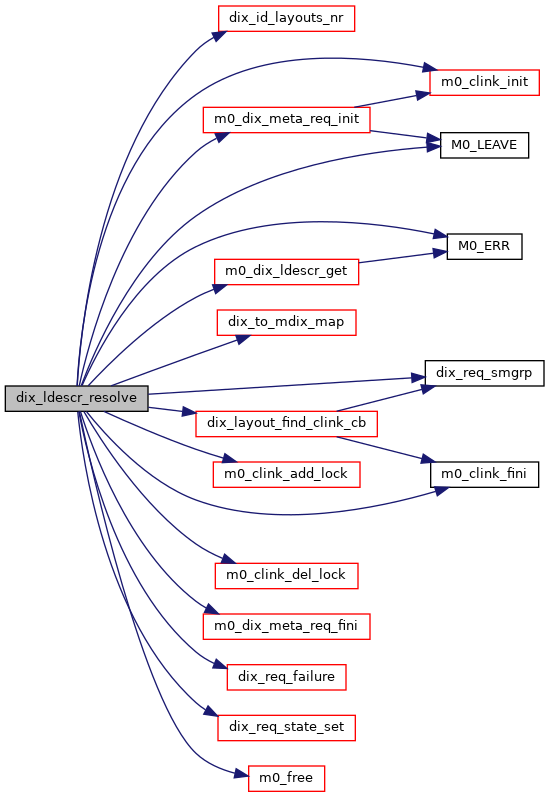 dix_id_layouts_nr
m0_clink_init
m0_dix_meta_req_init
M0_LEAVE
M0_ERR
m0_dix_ldescr_get
dix_to_mdix_map
dix_req_smgrp
dix_ldescr_resolve
dix_layout_find_clink_cb
m0_clink_add_lock
m0_clink_fini
m0_clink_del_lock
m0_dix_meta_req_fini
dix_req_failure
dix_req_state_set
m0_free